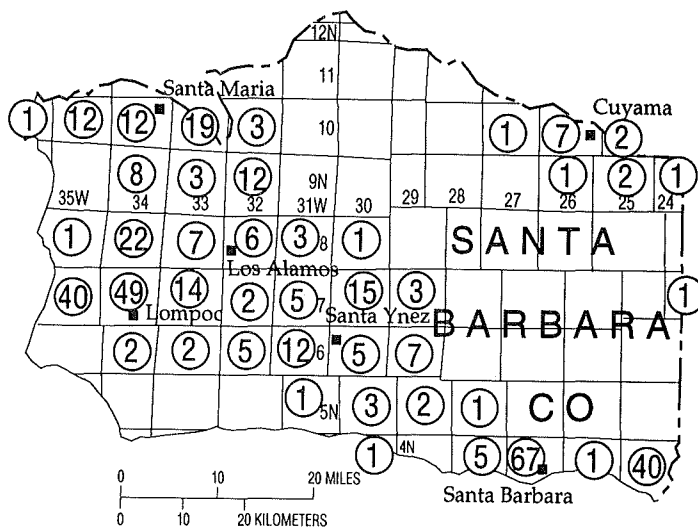 12N
11
Santa Maria
Cuyama
1 12 12 19 3 10 1 7 2
8 3 12 9N 1 2 1
35W 34 33 32 31W 30 29 28 27 26 25 24
1 22 7 6 3 8 1 SANTA
Los Alamos
40 49 14 2 5 7 15 3 1
Lompoc Santa Ynez BARBARA
2 2 5 12 6 5 7
1 5N 3 2 1 CO
1 4N 5 67 1 40
0 10 20 MILES
Santa Barbara
0 10 20 KILOMETERS